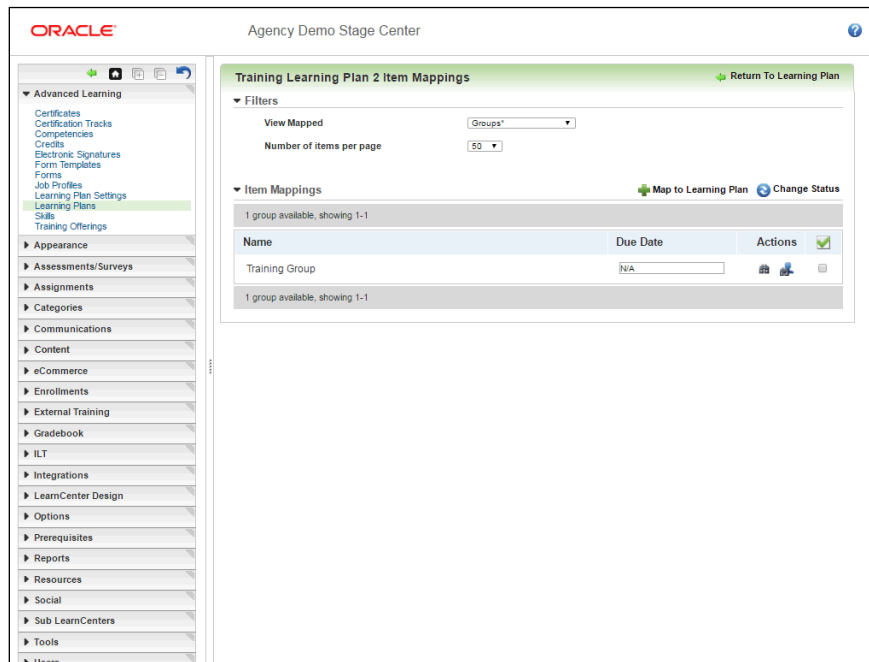 ORACLE®
Agency Demo Stage Center
Advanced Learning
Certificates
Certification Tracks
Competencies
Credits
Electronic Signatures
Form Templates
Forms
Job Profiles
Learning Plan Settings
Learning Plans
Skills
Training Offerings
Appearance
Assessments/Surveys
Assignments
Categories
Communications
Content
eCommerce
Enrollments
External Training
Gradebook
ILT
Integrations
LearnCenter Design
Options
Prerequisites
Reports
Resources
Social
Sub LearnCenters
Tools
Training Learning Plan 2 Item Mappings Return To Learning Plan
Filters
View Mapped Groups*
Number of items per page 50
Item Mappings Map to Learning Plan Change Status
1 group available, showing 1-1
Name Due Date Actions
Training Group N/A
1 group available, showing 1-1